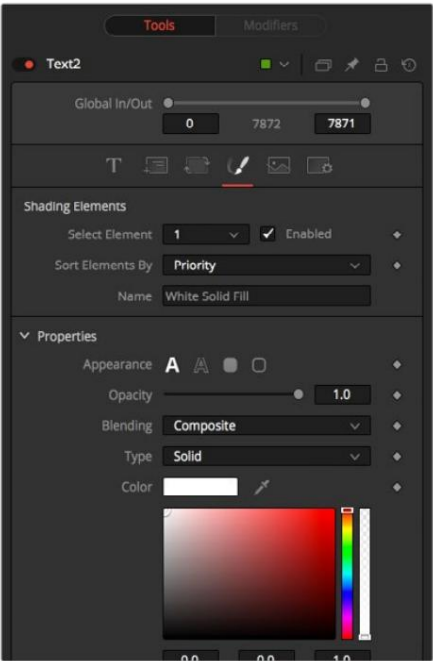 Tools Modifiers
Text2
Global In/Out
0 7872 7871
T
Shading Elements
Select Element 1 Enabled
Sort Elements By Priority
Name White Solid Fill
Properties
Appearance A A
Opacity 1.0
Blending Composite
Type Solid
Color
0.0 0.0 1.0